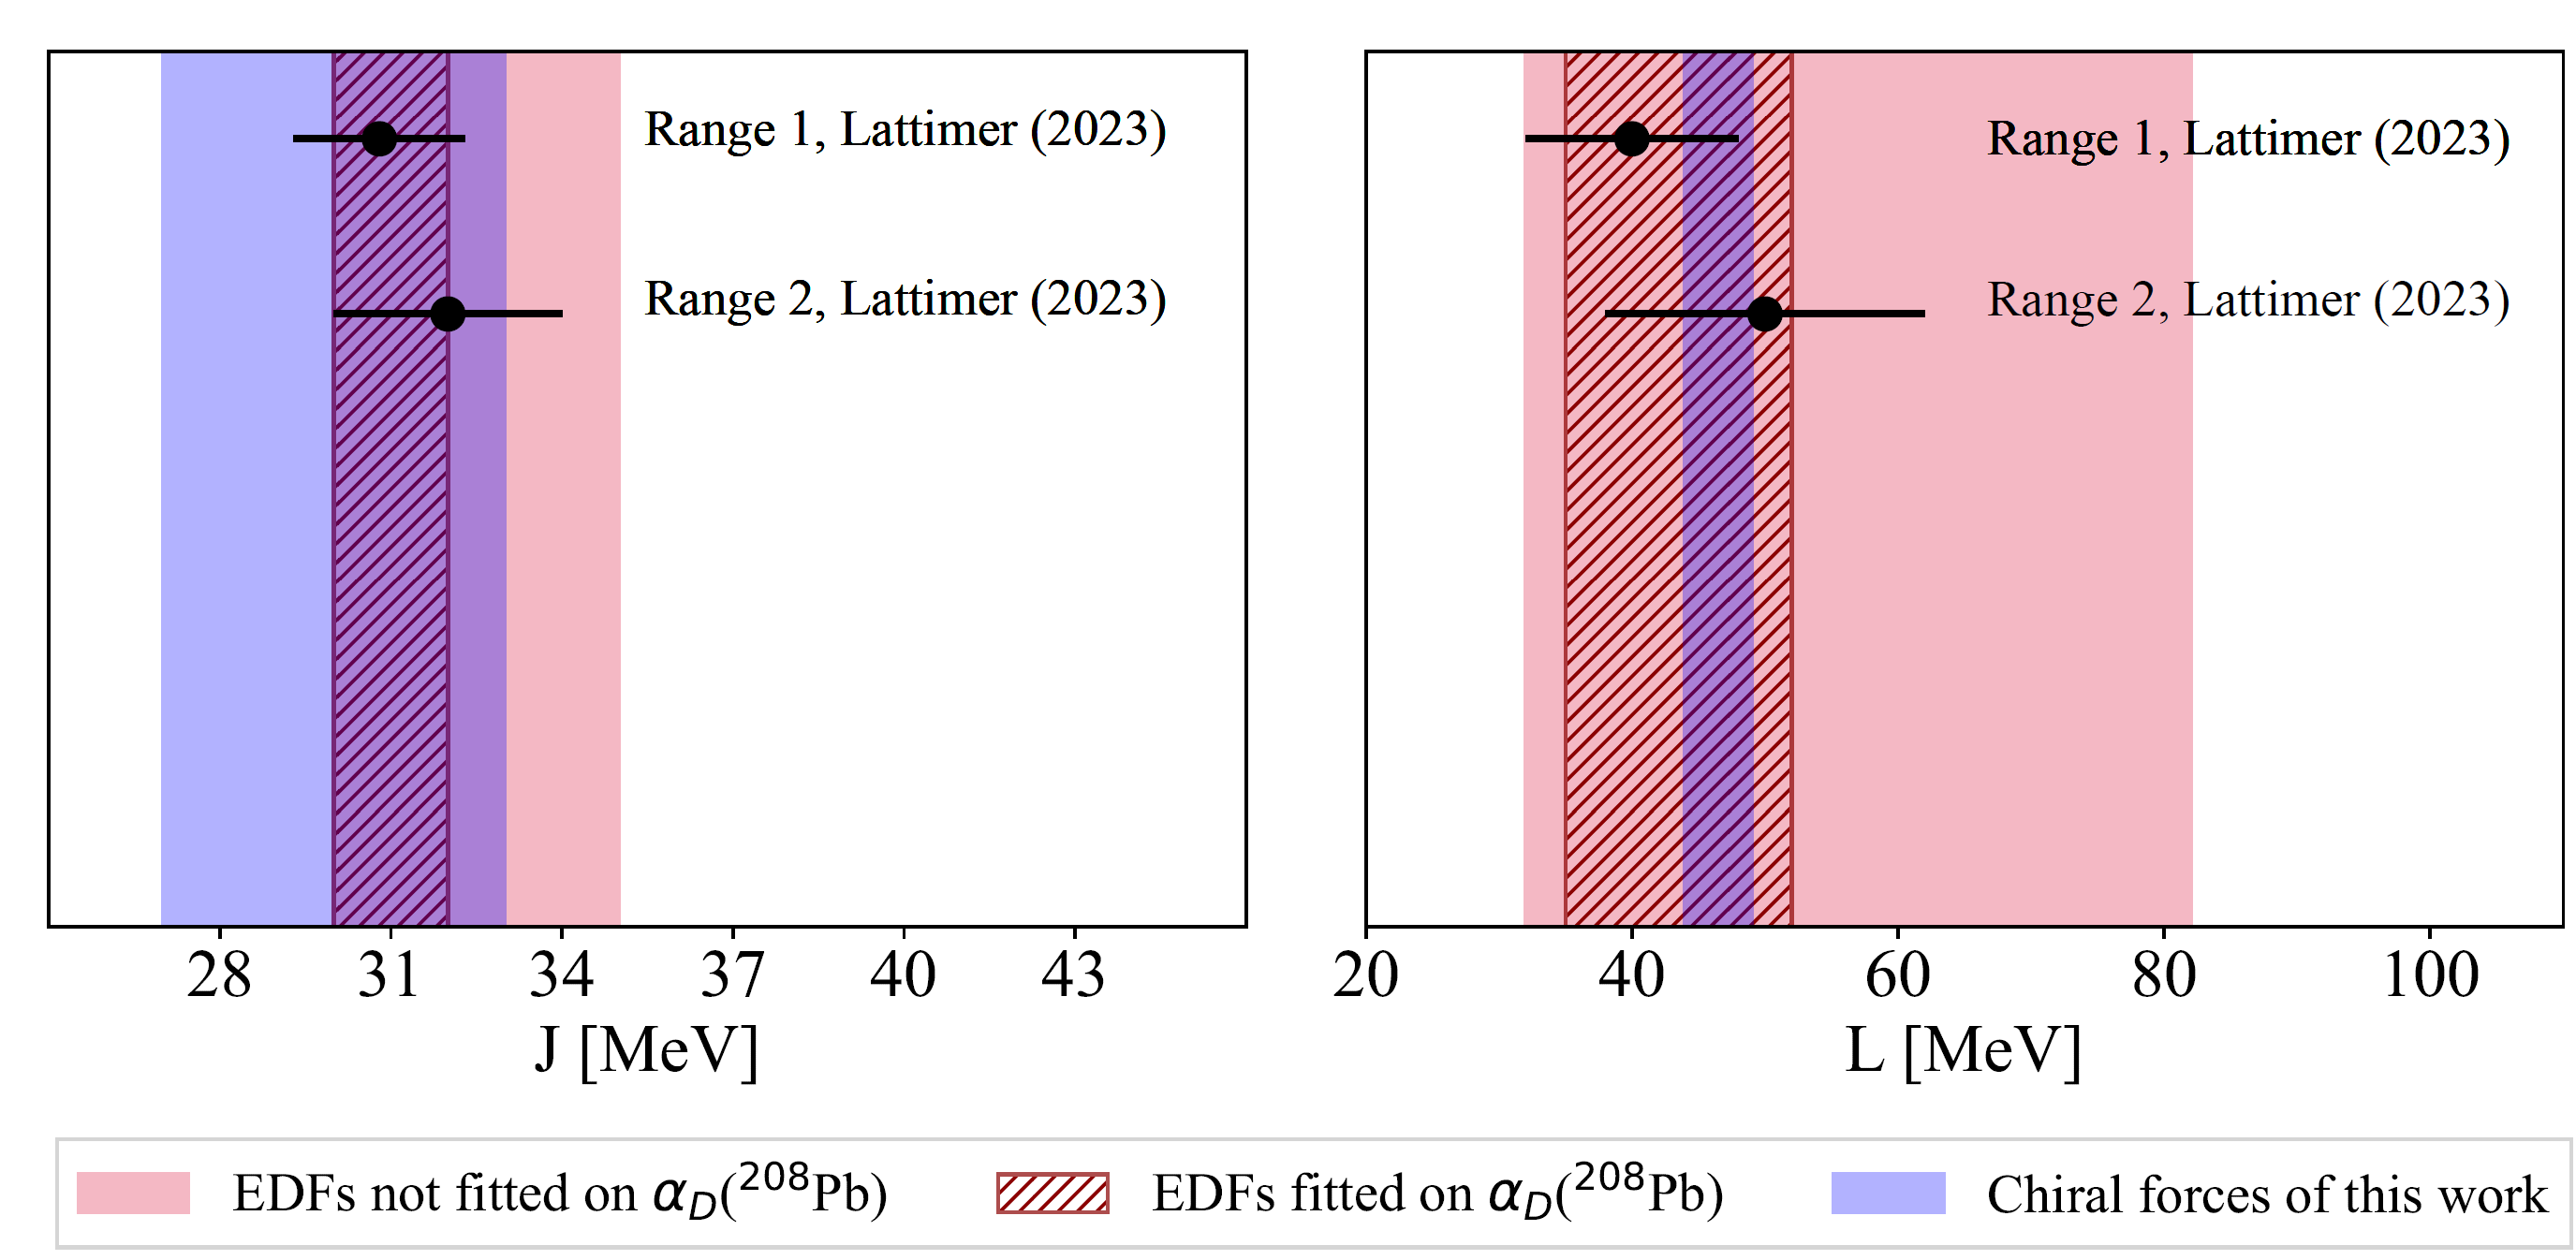 Range 1, Lattimer (2023)
Range 2, Lattimer (2023)
28 31 34 37 40 43
J [MeV]
Range 1, Lattimer (2023)
Range 2, Lattimer (2023)
20 40 60 80 100
L [MeV]
EDFs not fitted on α_D(²⁰⁸Pb)
EDFs fitted on α_D(²⁰⁸Pb)
Chiral forces of this work